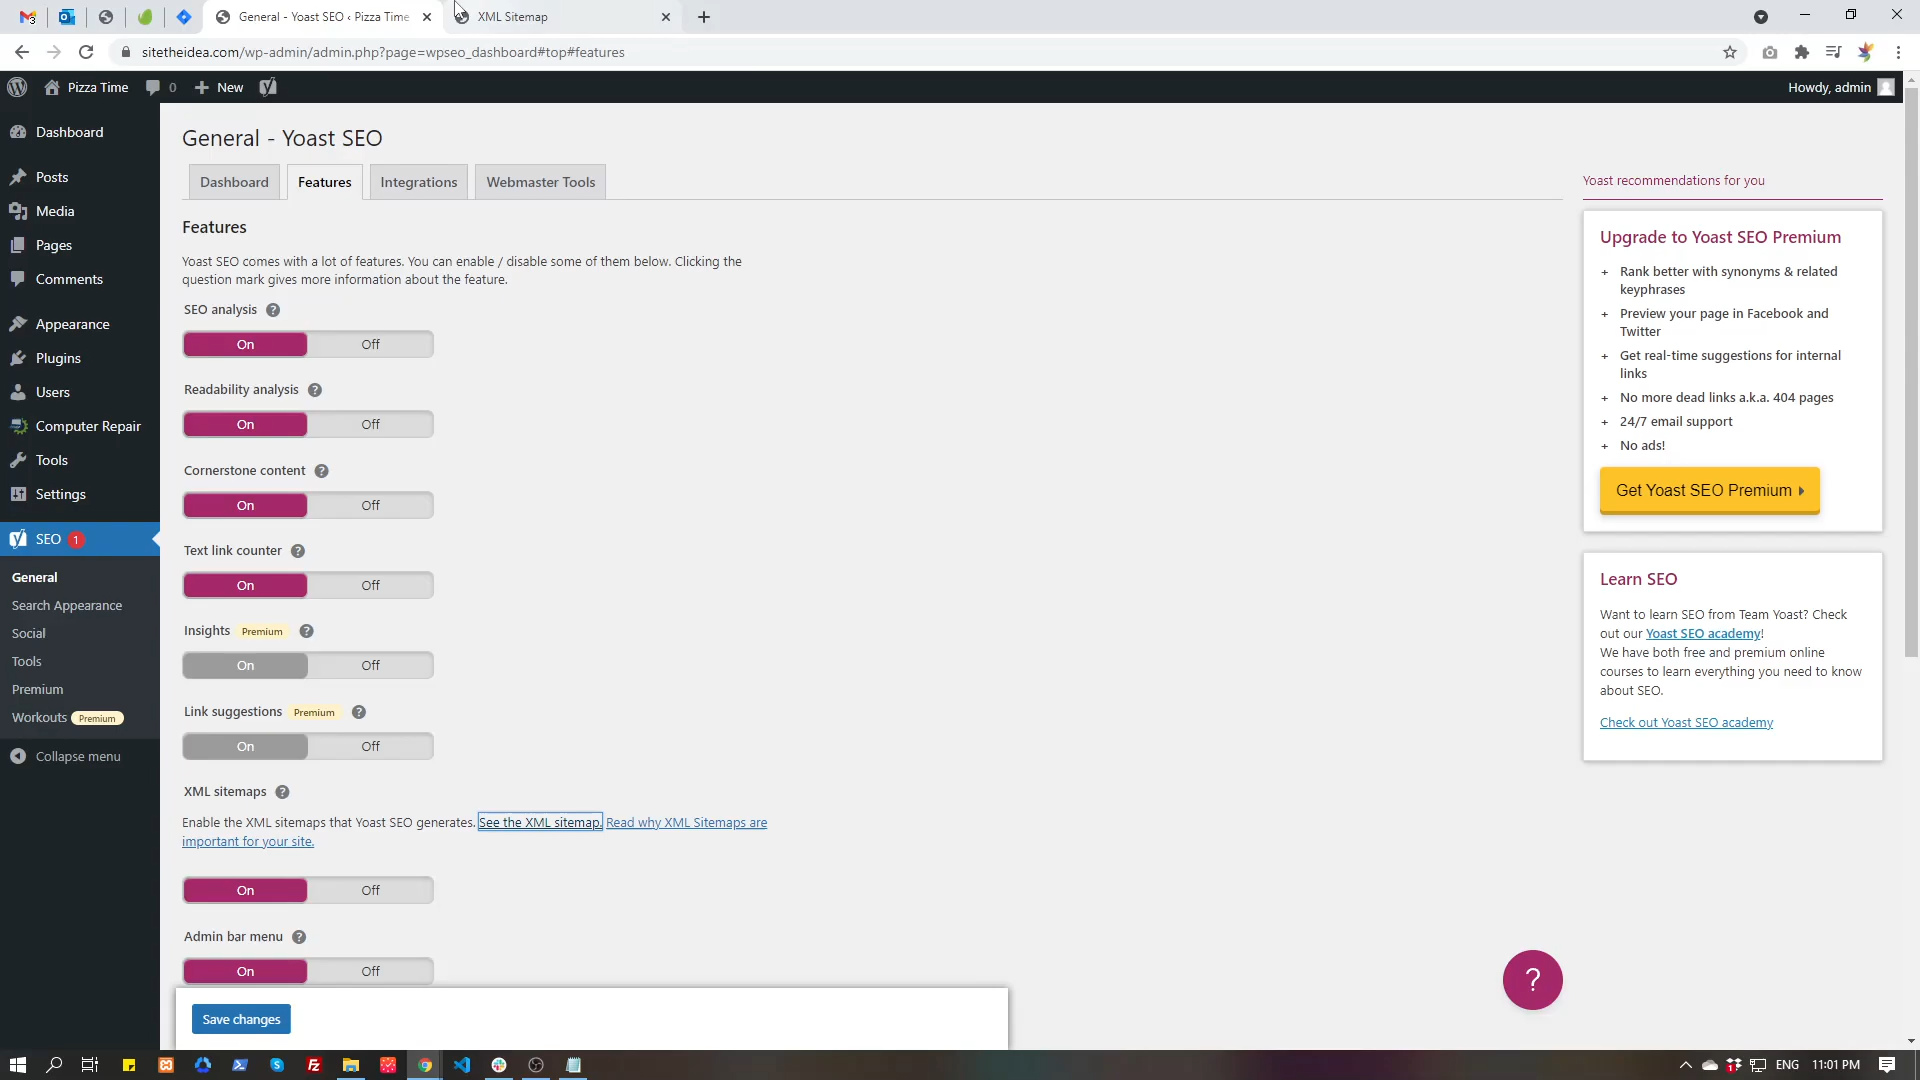 General - Yoast SEO ‹ Pizza Time
XML Sitemap
sitetheidea.com/wp-admin/admin.php?page=wpseo_dashboard#top#features
Pizza Time
0
New
Howdy, admin
Dashboard
Posts
Media
Pages
Comments
Appearance
Plugins
Users
Computer Repair
Tools
Settings
SEO 1
General
Search Appearance
Social
Tools
Premium
Workouts Premium
Collapse menu
General - Yoast SEO
Dashboard Features Integrations Webmaster Tools
Features
Yoast SEO comes with a lot of features. You can enable / disable some of them below. Clicking the
question mark gives more information about the feature.
SEO analysis ?
On Off
Readability analysis ?
On Off
Cornerstone content ?
On Off
Text link counter ?
On Off
Insights Premium ?
On Off
Link suggestions Premium ?
On Off
XML sitemaps ?
Enable the XML sitemaps that Yoast SEO generates. See the XML sitemap. Read why XML Sitemaps are
important for your site.
On Off
Admin bar menu ?
On Off
Save changes
Yoast recommendations for you
Upgrade to Yoast SEO Premium
+ Rank better with synonyms & related
keyphrases
+ Preview your page in Facebook and
Twitter
+ Get real-time suggestions for internal
links
+ No more dead links a.k.a. 404 pages
+ 24/7 email support
+ No ads!
Get Yoast SEO Premium
Learn SEO
Want to learn SEO from Team Yoast? Check
out our Yoast SEO academy!
We have both free and premium online
courses to learn everything you need to know
about SEO.
Check out Yoast SEO academy
?
ENG 11:01 PM